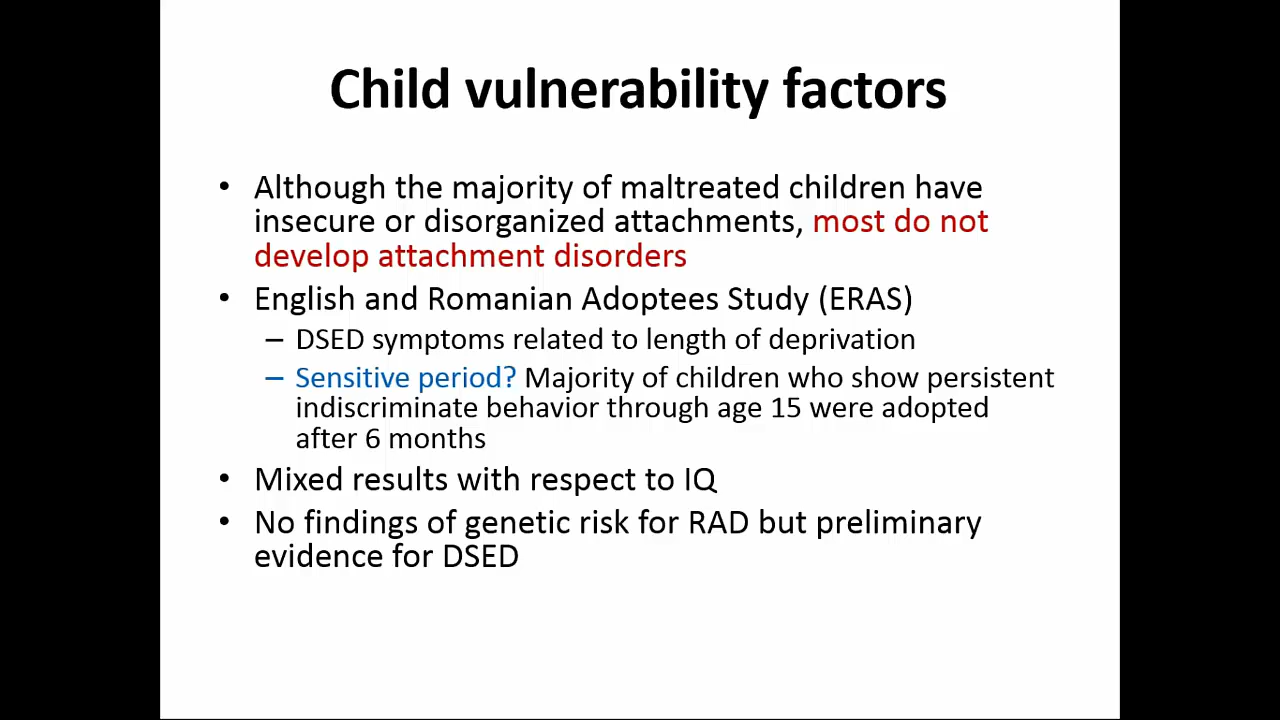 Child vulnerability factors
• Although the majority of maltreated children have
insecure or disorganized attachments, most do not
develop attachment disorders
• English and Romanian Adoptees Study (ERAS)
– DSED symptoms related to length of deprivation
– Sensitive period? Majority of children who show persistent
indiscriminate behavior through age 15 were adopted
after 6 months
• Mixed results with respect to IQ
• No findings of genetic risk for RAD but preliminary
evidence for DSED